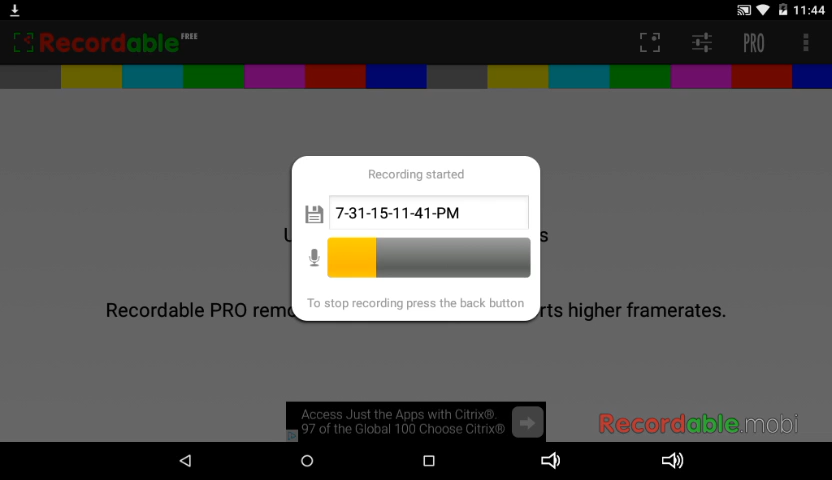 11:44
Recordable FREE
PRO
Recording started
7-31-15-11-41-PM
To stop recording press the back button
Recordable PRO
higher framerates.
Access Just the Apps with Citrix®.
97 of the Global 100 Choose Citrix®
Recordable.mobi